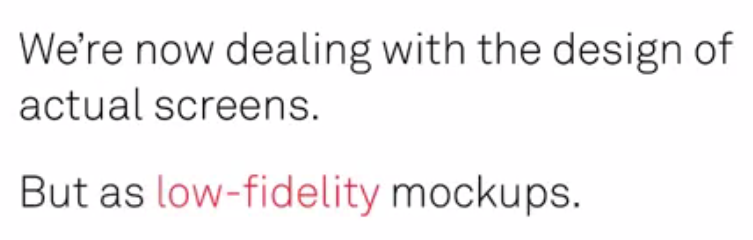 We're now dealing with the design of
actual screens.
But as low-fidelity mockups.